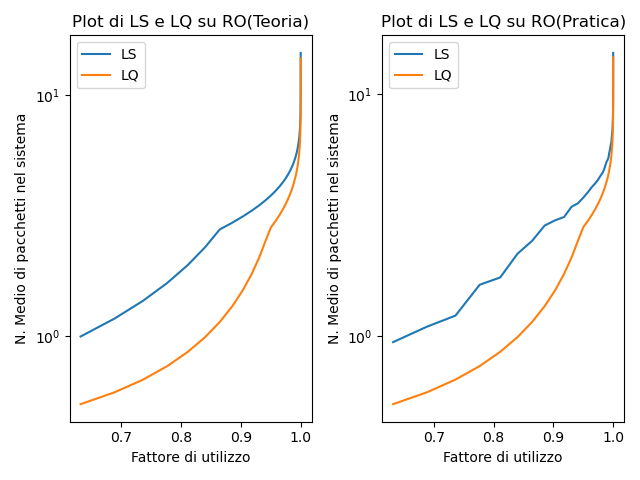 Plot di LS e LQ su RO(Teoria)
LS
LQ
10¹
10⁰
N. Medio di pacchetti nel sistema
0.7 0.8 0.9 1.0
Fattore di utilizzo
Plot di LS e LQ su RO(Pratica)
LS
LQ
10¹
10⁰
N. Medio di pacchetti nel sistema
0.7 0.8 0.9 1.0
Fattore di utilizzo